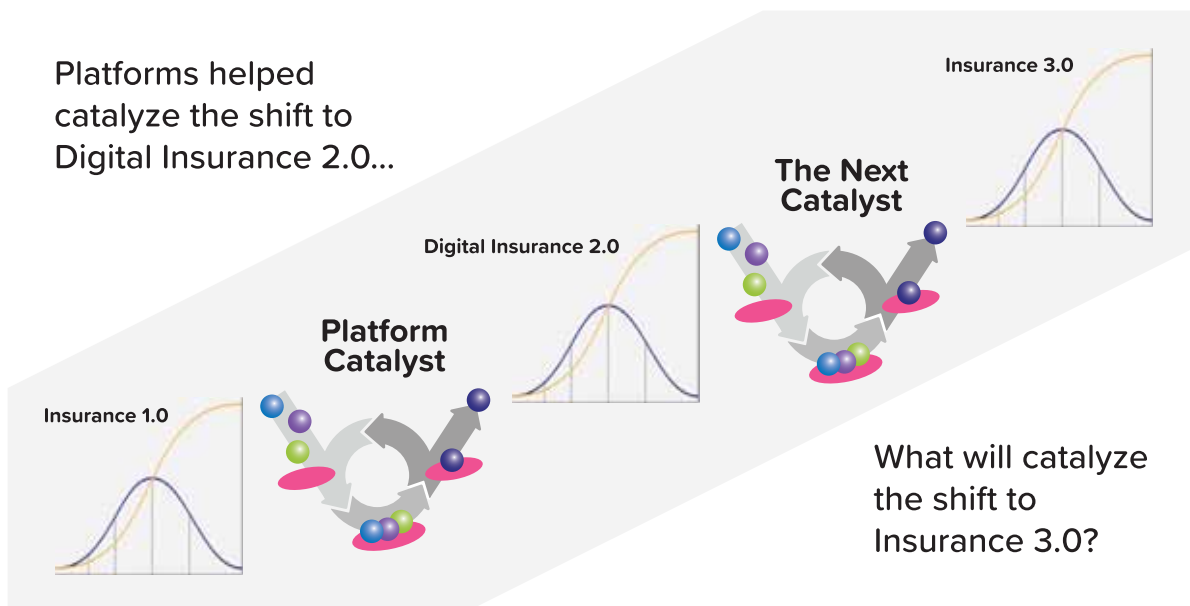 Platforms helped
catalyze the shift to
Digital Insurance 2.0...
Insurance 3.0
The Next
Catalyst
Digital Insurance 2.0
Platform
Catalyst
Insurance 1.0
What will catalyze
the shift to
Insurance 3.0?